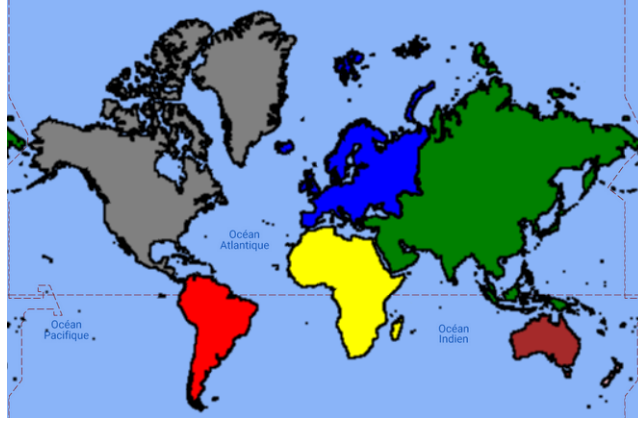 Océan
Atlantique
Océan
Pacifique
Océan
Indien